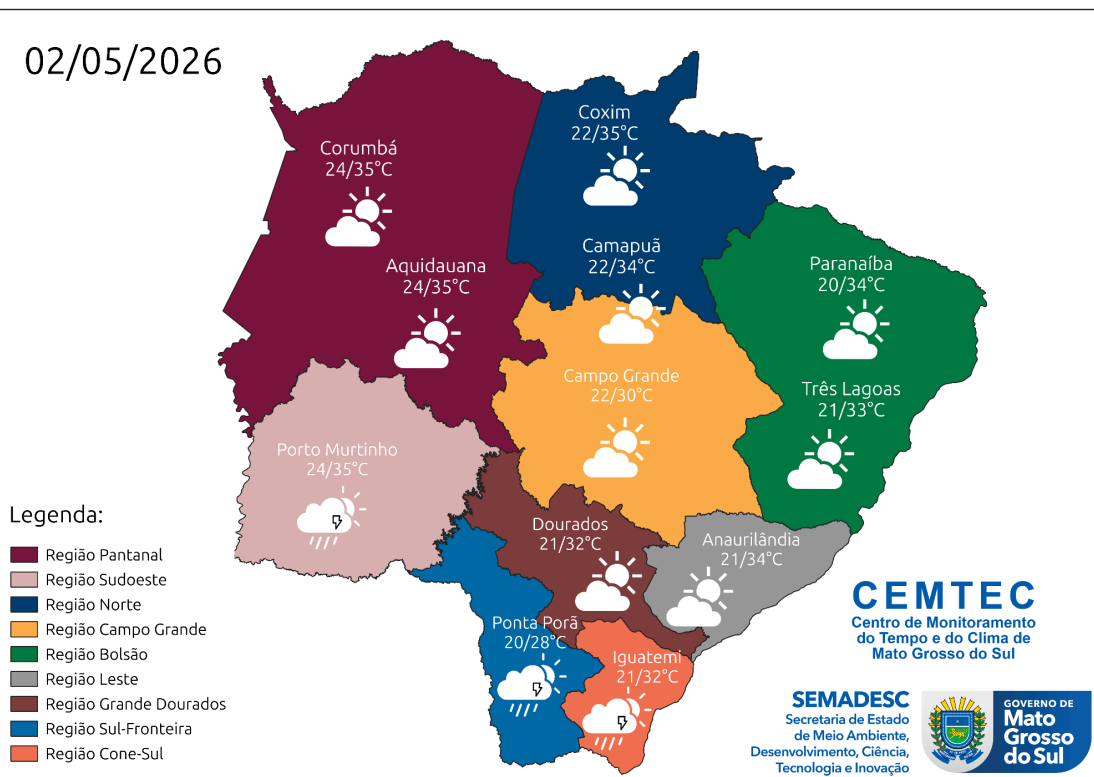 02/05/2026
Coxim
22/35°C
Corumbá
24/35°C
Camapuã
22/34°C
Aquidauana
24/35°C
Paranaíba
20/34°C
Campo Grande
22/30°C
Três Lagoas
21/33°C
Porto Murtinho
24/35°C
Dourados
21/32°C
Anaurilândia
21/34°C
Ponta Porã
20/28°C
Iguatemi
21/32°C
Legenda:
Região Pantanal
Região Sudoeste
Região Norte
Região Campo Grande
Região Bolsão
Região Leste
Região Grande Dourados
Região Sul-Fronteira
Região Cone-Sul
CEMTEC
Centro de Monitoramento
do Tempo e do Clima de
Mato Grosso do Sul
SEMADESC
Secretaria de Estado
de Meio Ambiente,
Desenvolvimento, Ciência,
Tecnologia e Inovação
GOVERNO DE
Mato
Grosso
do Sul